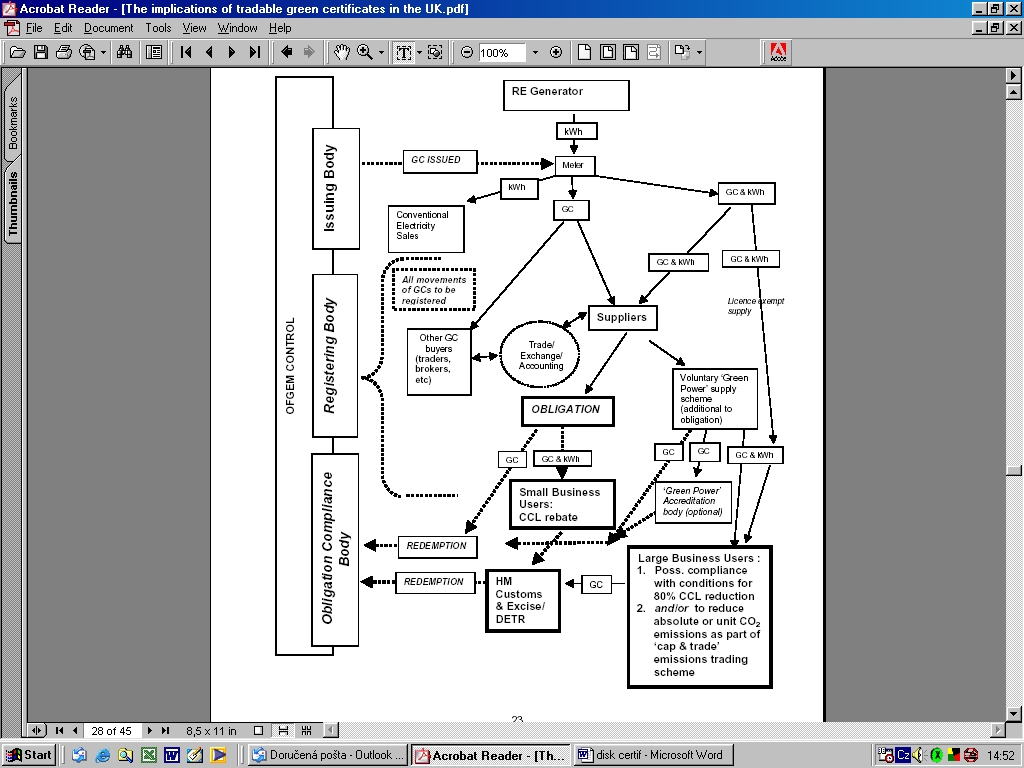 Acrobat Reader - [The implications of tradable green certificates in the UK.pdf]
File Edit Document Tools View Window Help
100%
Adobe
Bookmarks
Thumbnails
OFGEM CONTROL
Issuing Body
Registering Body
Obligation Compliance
Body
RE Generator
kWh
GC ISSUED
Meter
kWh
GC
GC & kWh
Conventional
Electricity
Sales
GC & kWh
GC & kWh
All movements
of GCs to be
registered
Licence exempt
supply
Suppliers
Other GC
buyers
(traders,
brokers,
etc)
Trade/
Exchange/
Accounting
Voluntary ‘Green
Power’ supply
scheme
(additional to
obligation)
OBLIGATION
GC
GC & kWh
GC
GC
GC & kWh
Small Business
Users:
CCL rebate
‘Green Power’
Accreditation
body (optional)
REDEMPTION
REDEMPTION
HM
Customs
& Excise/
DETR
GC
Large Business Users :
1. Poss. compliance
with conditions for
80% CCL reduction
2. and/or to reduce
absolute or unit CO2
emissions as part of
‘cap & trade’
emissions trading
scheme
23
28 of 45
8,5 x 11 in
Start
Doručená pošta - Outlook ...
Acrobat Reader - [Th...
disk certif - Microsoft Word
Cz
14:52